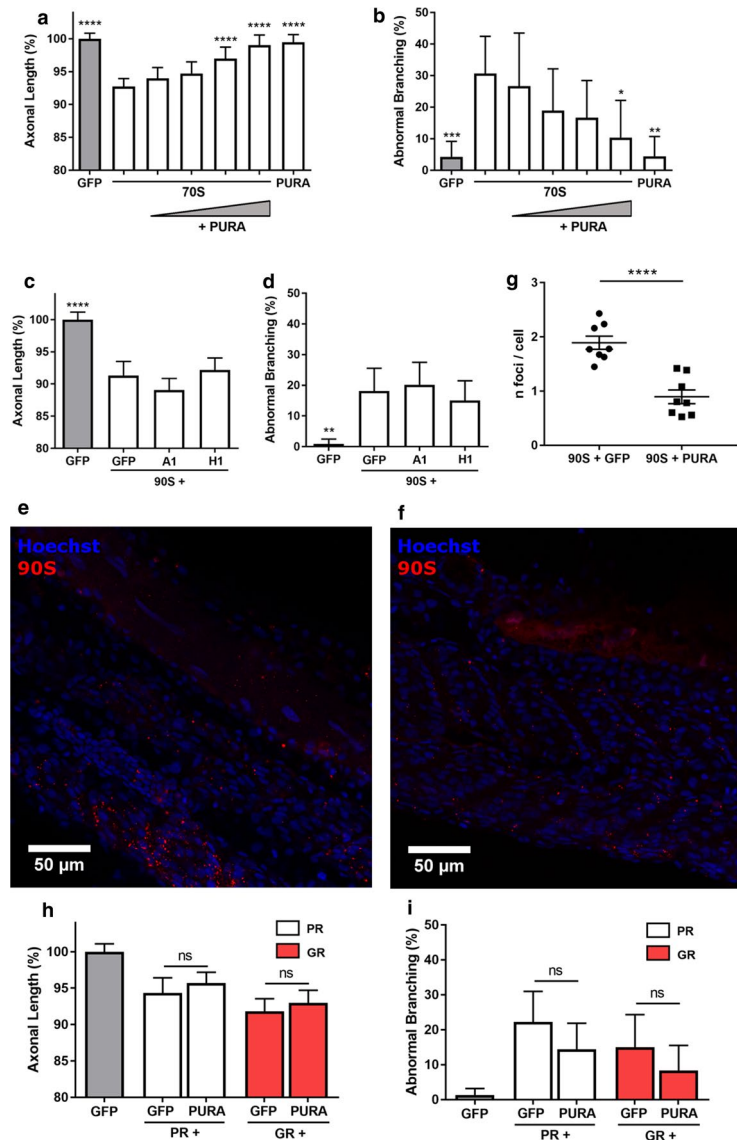 a
Axonal Length (%)
100
95
90
85
80
****
****
****
****
GFP
70S
PURA
+ PURA
b
Abnormal Branching (%)
50
40
30
20
10
0
***
*
**
GFP
70S
PURA
+ PURA
c
Axonal Length (%)
100
95
90
85
80
****
GFP
GFP
A1
H1
90S +
d
Abnormal Branching (%)
50
40
30
20
10
0
**
GFP
GFP
A1
H1
90S +
g
n foci / cell
3
2
1
0
****
90S + GFP
90S + PURA
e
Hoechst
90S
50 µm
f
Hoechst
90S
50 µm
h
Axonal Length (%)
100
95
90
85
80
PR
GR
ns
ns
GFP
GFP
PURA
GFP
PURA
PR +
GR +
i
Abnormal Branching (%)
50
40
30
20
10
0
PR
GR
ns
ns
GFP
GFP
PURA
GFP
PURA
PR +
GR +